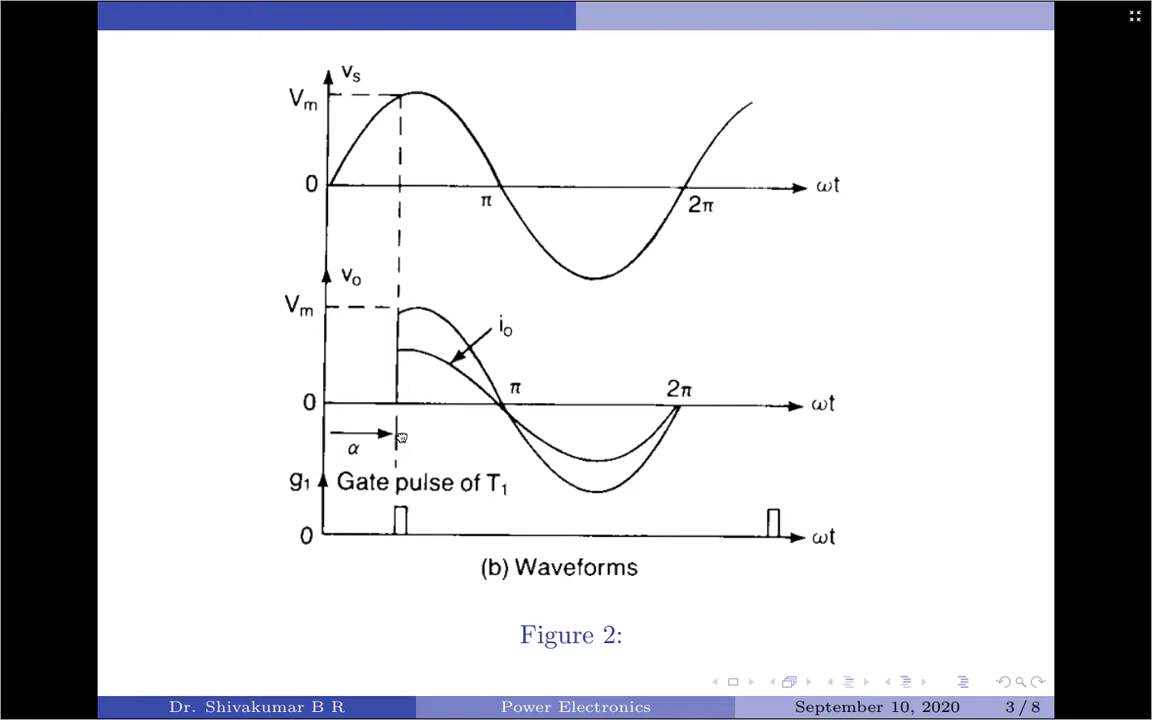 vs
Vm
0
π
2π
ωt
vo
Vm
io
π
2π
0
ωt
α
g1 Gate pulse of T1
0
ωt
(b) Waveforms
Figure 2:
Dr. Shivakumar B R Power Electronics September 10, 2020 3 / 8